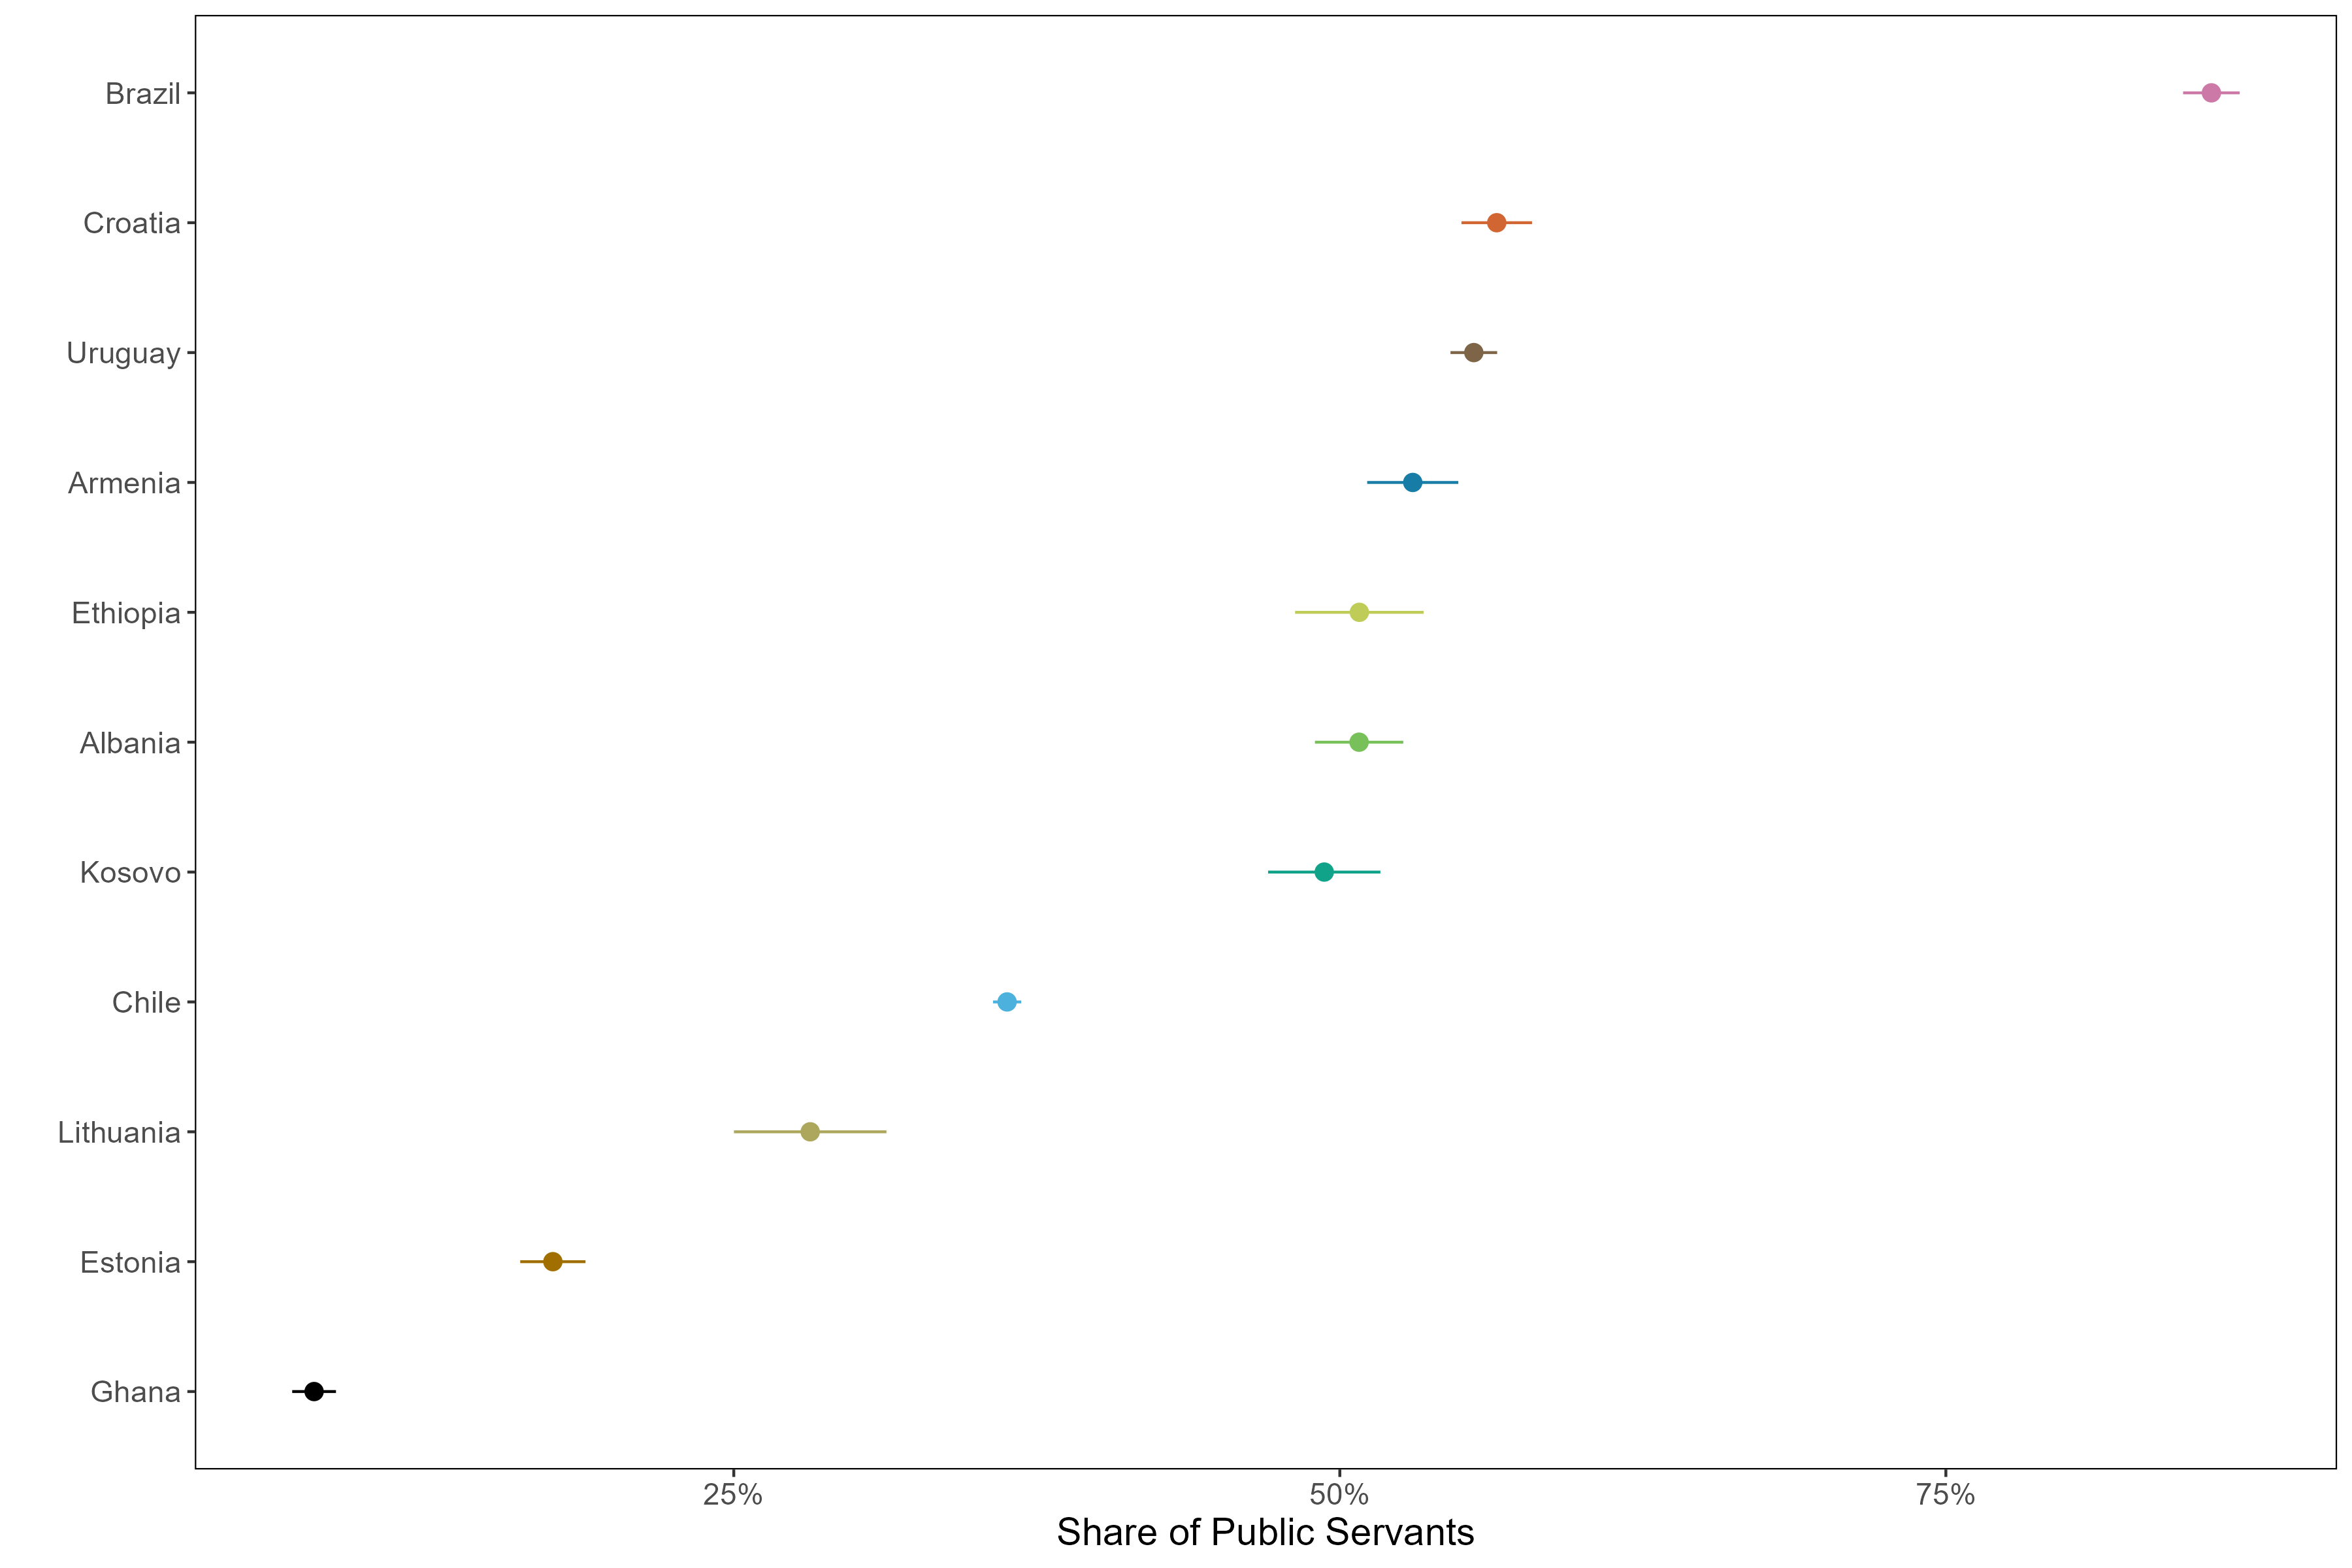 Brazil
Croatia
Uruguay
Armenia
Ethiopia
Albania
Kosovo
Chile
Lithuania
Estonia
Ghana
25% 50% 75%
Share of Public Servants